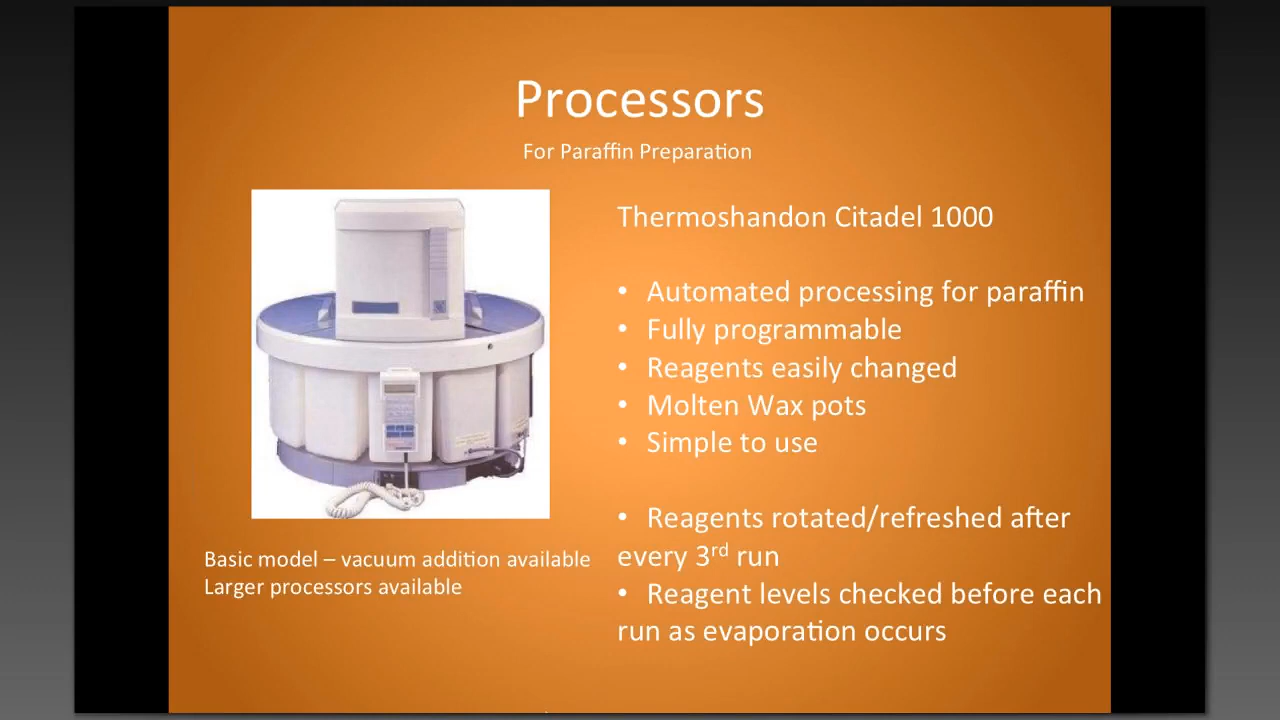 Processors
For Paraffin Preparation
Thermoshandon Citadel 1000
• Automated processing for paraffin
• Fully programmable
• Reagents easily changed
• Molten Wax pots
• Simple to use
• Reagents rotated/refreshed after
every 3rd run
• Reagent levels checked before each
run as evaporation occurs
Basic model – vacuum addition available
Larger processors available